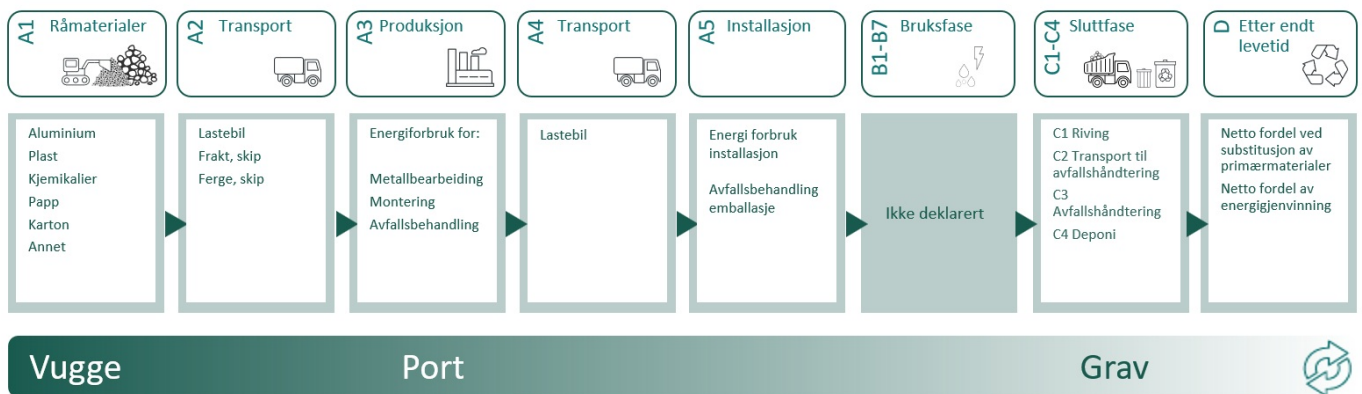 A1 Råmaterialer
A2 Transport
A3 Produksjon
A4 Transport
A5 Installasjon
B1-B7 Bruksfase
C1-C4 Sluttfase
D Etter endt
levetid
Aluminium
Plast
Kjemikalier
Papp
Karton
Annet
Lastebil
Frakt, skip
Ferge, skip
Energiforbruk for:
Metallbearbeiding
Montering
Avfallsbehandling
Lastebil
Energi forbruk
installasjon
Avfallsbehandling
emballasje
Ikke deklarert
C1 Riving
C2 Transport til
avfallshåndtering
C3
Avfallshåndtering
C4 Deponi
Netto fordel ved
substitusjon av
primærmaterialer
Netto fordel av
energigjenvinning
Vugge
Port
Grav